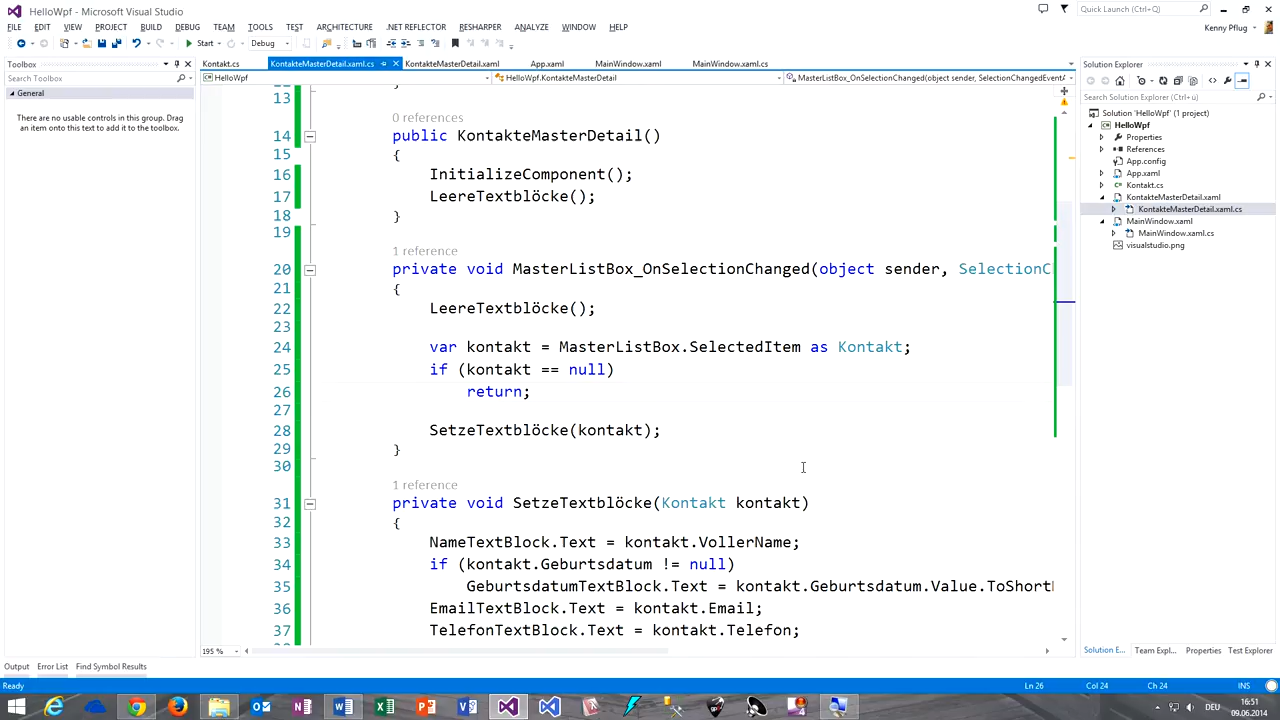 HelloWpf - Microsoft Visual Studio
Quick Launch (Ctrl+Q)
FILE EDIT VIEW PROJECT BUILD DEBUG TEAM TOOLS TEST ARCHITECTURE .NET REFLECTOR RESHARPER ANALYZE WINDOW HELP
Kenny Pflug
Start Debug
Toolbox
Search Toolbox
General
There are no usable controls in this group. Drag
an item onto this text to add it to the toolbox.
Kontakt.cs KontakteMasterDetail.xaml.cs KontakteMasterDetail.xaml App.xaml MainWindow.xaml MainWindow.xaml.cs
HelloWpf HelloWpf.KontakteMasterDetail MasterListBox_OnSelectionChanged(object sender, SelectionChangedEventA
13
0 references
14 public KontakteMasterDetail()
15 {
16 InitializeComponent();
17 LeereTextblöcke();
18 }
19
1 reference
20 private void MasterListBox_OnSelectionChanged(object sender, SelectionCh
21 {
22 LeereTextblöcke();
23
24 var kontakt = MasterListBox.SelectedItem as Kontakt;
25 if (kontakt == null)
26 return;
27
28 SetzeTextblöcke(kontakt);
29 }
30
1 reference
31 private void SetzeTextblöcke(Kontakt kontakt)
32 {
33 NameTextBlock.Text = kontakt.VollerName;
34 if (kontakt.Geburtsdatum != null)
35 GeburtsdatumTextBlock.Text = kontakt.Geburtsdatum.Value.ToShort
36 EmailTextBlock.Text = kontakt.Email;
37 TelefonTextBlock.Text = kontakt.Telefon;
195 %
Solution Explorer
Search Solution Explorer (Ctrl+ü)
Solution 'HelloWpf' (1 project)
HelloWpf
Properties
References
App.config
App.xaml
Kontakt.cs
KontakteMasterDetail.xaml
KontakteMasterDetail.xaml.cs
MainWindow.xaml
MainWindow.xaml.cs
visualstudio.png
Solution E... Team Expl... Properties Test Explorer
Output Error List Find Symbol Results
Ready Ln 26 Col 24 Ch 24 INS
DEU
16:51
09.06.2014